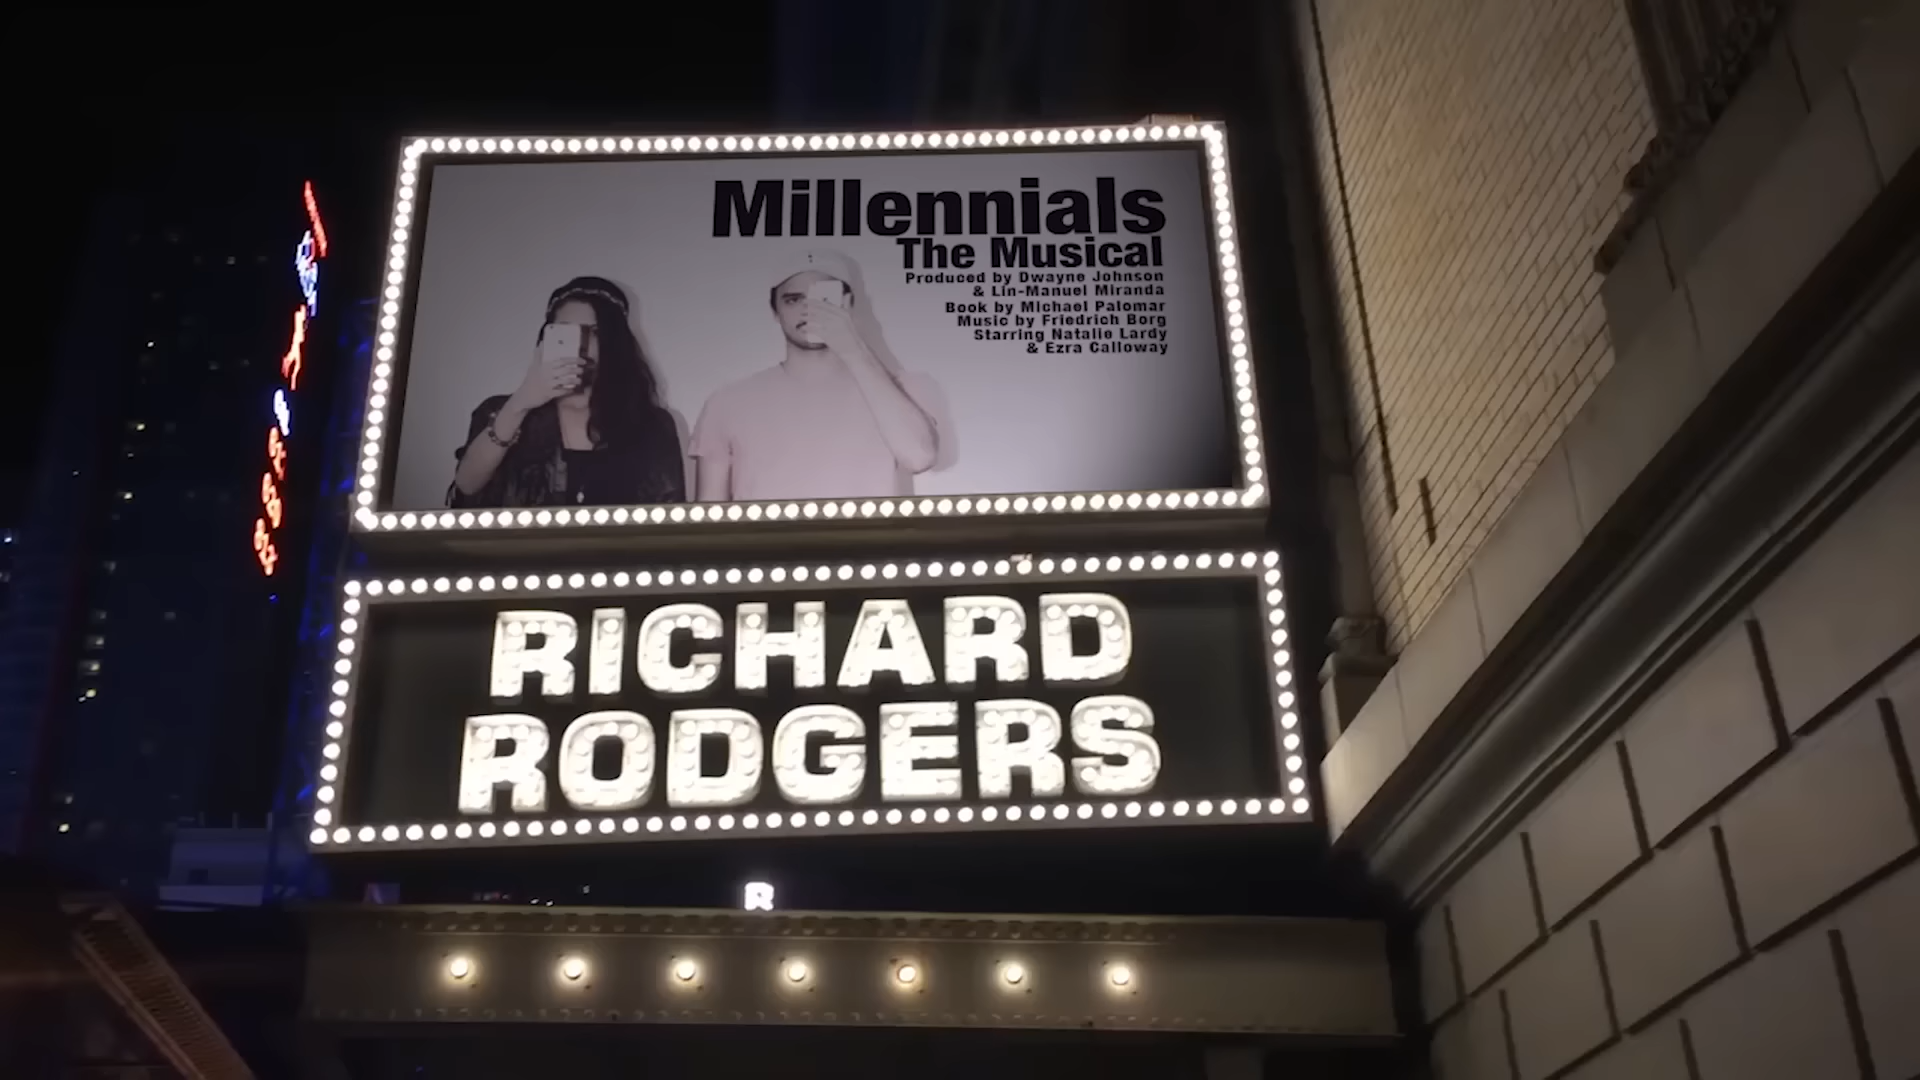 Millennials
The Musical
Produced by Dwayne Johnson
& Lin-Manuel Miranda
Book by Michael Palomar
Music by Friedrich Borg
Starring Natalie Lardy
& Ezra Calloway
RICHARD
RODGERS
R